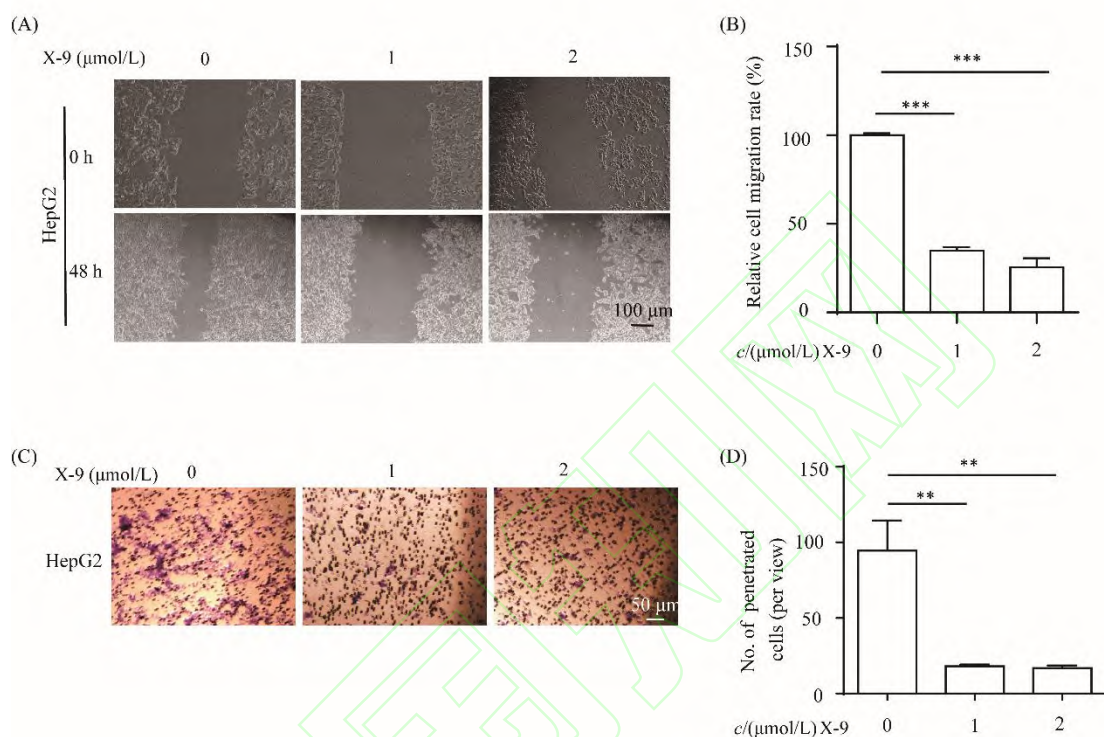 (A)
X-9 (μmol/L) 0 1 2
HepG2
0 h
48 h
100 μm
(B)
Relative cell migration rate (%)
150
100
50
0
***
***
c/(μmol/L) X-9 0 1 2
(C)
X-9 (μmol/L) 0 1 2
HepG2
50 μm
(D)
No. of penetrated
cells (per view)
150
100
50
0
**
**
c/(μmol/L) X-9 0 1 2